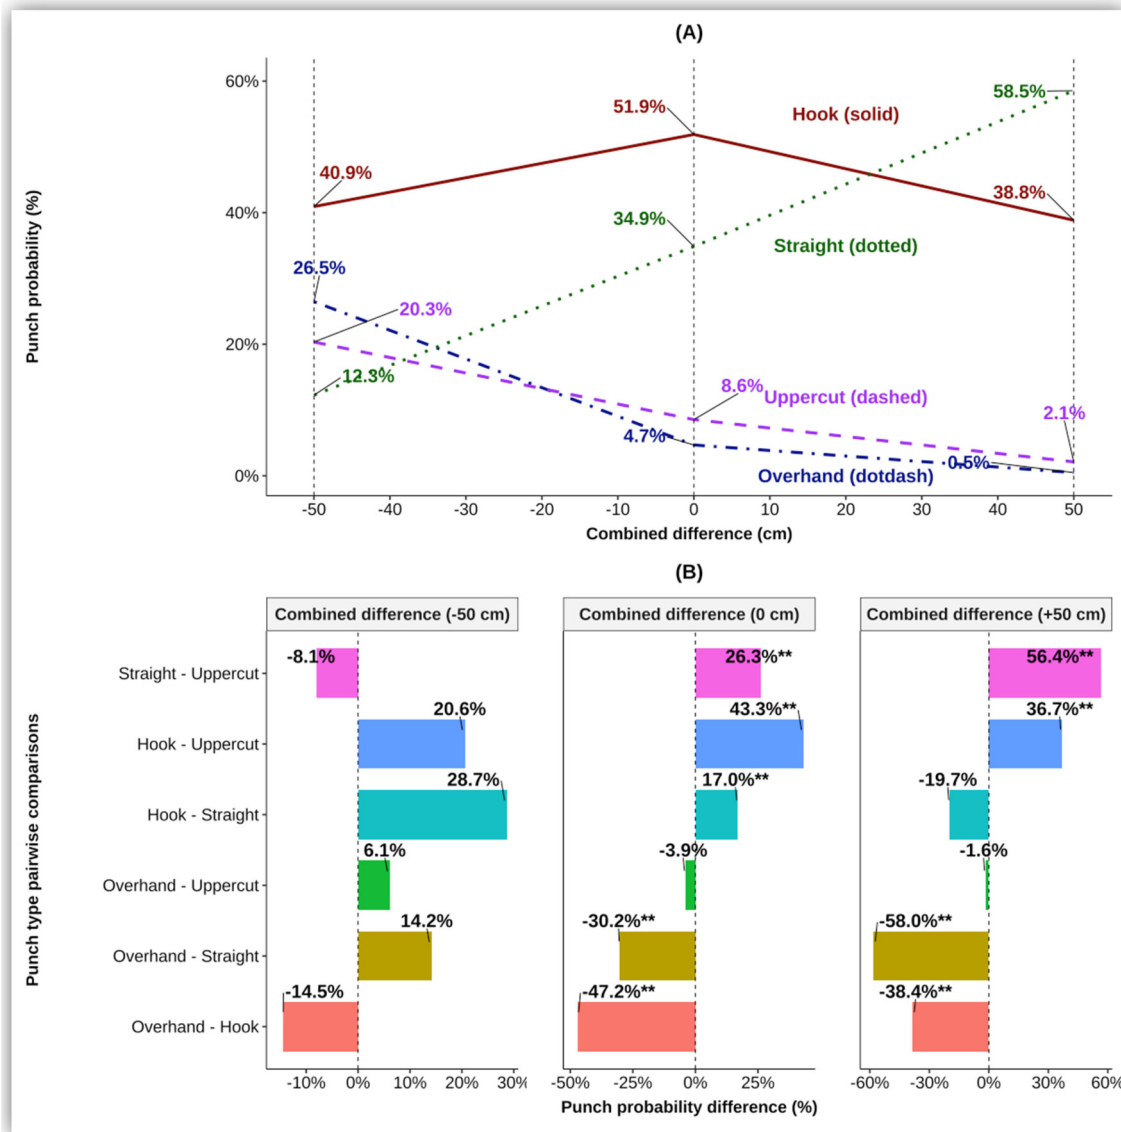 (A)
Punch probability (%)
60%
40%
20%
0%
51.9%
58.5%
Hook (solid)
40.9%
38.8%
34.9%
Straight (dotted)
26.5%
20.3%
12.3%
8.6%
Uppercut (dashed)
2.1%
4.7%
0.5%
Overhand (dotdash)
-50 -40 -30 -20 -10 0 10 20 30 40 50
Combined difference (cm)
(B)
Combined difference (-50 cm) Combined difference (0 cm) Combined difference (+50 cm)
Punch type pairwise comparisons
Straight - Uppercut -8.1% 26.3%** 56.4%**
Hook - Uppercut 20.6% 43.3%** 36.7%**
Hook - Straight 28.7% 17.0%** -19.7%
Overhand - Uppercut 6.1% -3.9% -1.6%
Overhand - Straight 14.2% -30.2%** -58.0%**
Overhand - Hook -14.5% -47.2%** -38.4%**
-10% 0% 10% 20% 30% -50% -25% 0% 25% -60% -30% 0% 30% 60%
Punch probability difference (%)